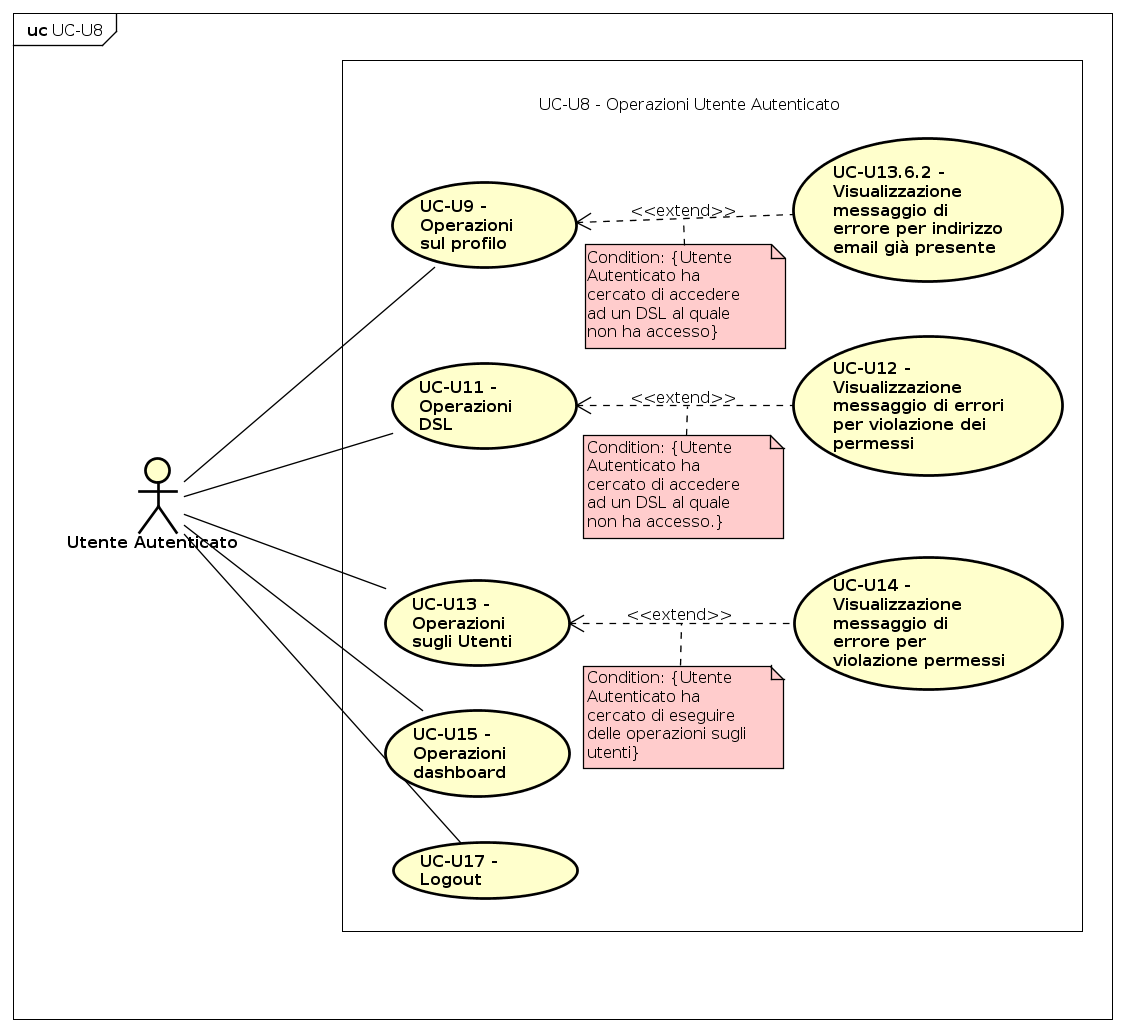 uc UC-U8
UC-U8 - Operazioni Utente Autenticato
UC-U9 -
Operazioni
sul profilo
<<extend>>
UC-U13.6.2 -
Visualizzazione
messaggio di
errore per indirizzo
email già presente
Condition: {Utente
Autenticato ha
cercato di accedere
ad un DSL al quale
non ha accesso}
UC-U11 -
Operazioni
DSL
<<extend>>
UC-U12 -
Visualizzazione
messaggio di errori
per violazione dei
permessi
Condition: {Utente
Autenticato ha
cercato di accedere
ad un DSL al quale
non ha accesso.}
Utente Autenticato
UC-U13 -
Operazioni
sugli Utenti
<<extend>>
UC-U14 -
Visualizzazione
messaggio di
errore per
violazione permessi
Condition: {Utente
Autenticato ha
cercato di eseguire
delle operazioni sugli
utenti}
UC-U15 -
Operazioni
dashboard
UC-U17 -
Logout